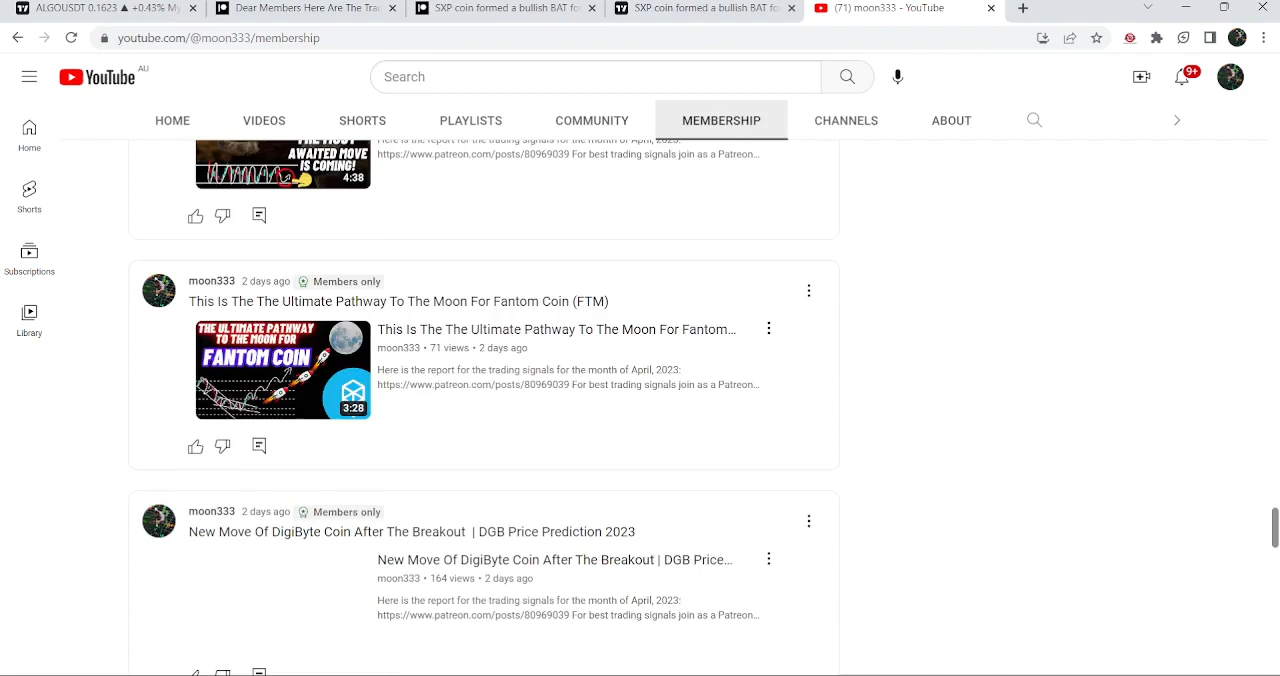 ALGOUSDT 0.1623 ▲ +0.43% My
Dear Members Here Are The Trac
SXP coin formed a bullish BAT fo
SXP coin formed a bullish BAT fo
(71) moon333 - YouTube
youtube.com/@moon333/membership
YouTube AU
Search
9+
HOME
VIDEOS
SHORTS
PLAYLISTS
COMMUNITY
MEMBERSHIP
CHANNELS
ABOUT
Home
Shorts
Subscriptions
Library
AWAITED MOVE
IS COMING!
4:38
Here is the report for the trading signals for the month of April, 2023:
https://www.patreon.com/posts/80969039 For best trading signals join as a Patreon...
moon333 2 days ago Members only
This Is The The Ultimate Pathway To The Moon For Fantom Coin (FTM)
THE ULTIMATE PATHWAY
TO THE MOON FOR
FANTOM COIN
3:28
This Is The The Ultimate Pathway To The Moon For Fantom...
moon333 • 71 views • 2 days ago
Here is the report for the trading signals for the month of April, 2023:
https://www.patreon.com/posts/80969039 For best trading signals join as a Patreon...
moon333 2 days ago Members only
New Move Of DigiByte Coin After The Breakout | DGB Price Prediction 2023
New Move Of DigiByte Coin After The Breakout | DGB Price...
moon333 • 164 views • 2 days ago
Here is the report for the trading signals for the month of April, 2023:
https://www.patreon.com/posts/80969039 For best trading signals join as a Patreon...